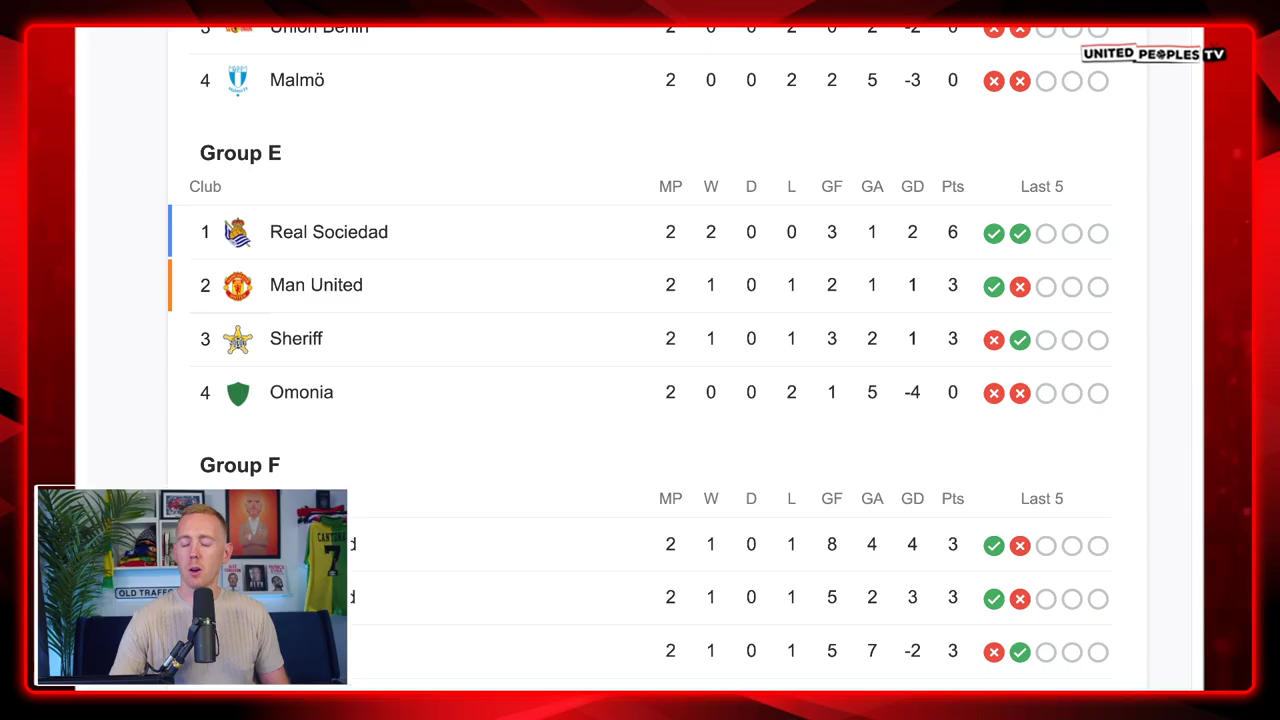 UNITED PEOPLES TV
4 Malmö 2 0 0 2 2 5 -3 0
Group E
Club MP W D L GF GA GD Pts Last 5
1 Real Sociedad 2 2 0 0 3 1 2 6
2 Man United 2 1 0 1 2 1 1 3
3 Sheriff 2 1 0 1 3 2 1 3
4 Omonia 2 0 0 2 1 5 -4 0
Group F
MP W D L GF GA GD Pts Last 5
2 1 0 1 8 4 4 3
2 1 0 1 5 2 3 3
2 1 0 1 5 7 -2 3
CANTONA
7
OLD TRAFFO